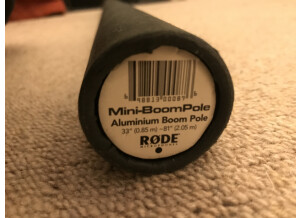 Mini-BoomPole
Aluminium Boom Pole
33" (0.85 m) - 81" (2.05 m)
RØDE